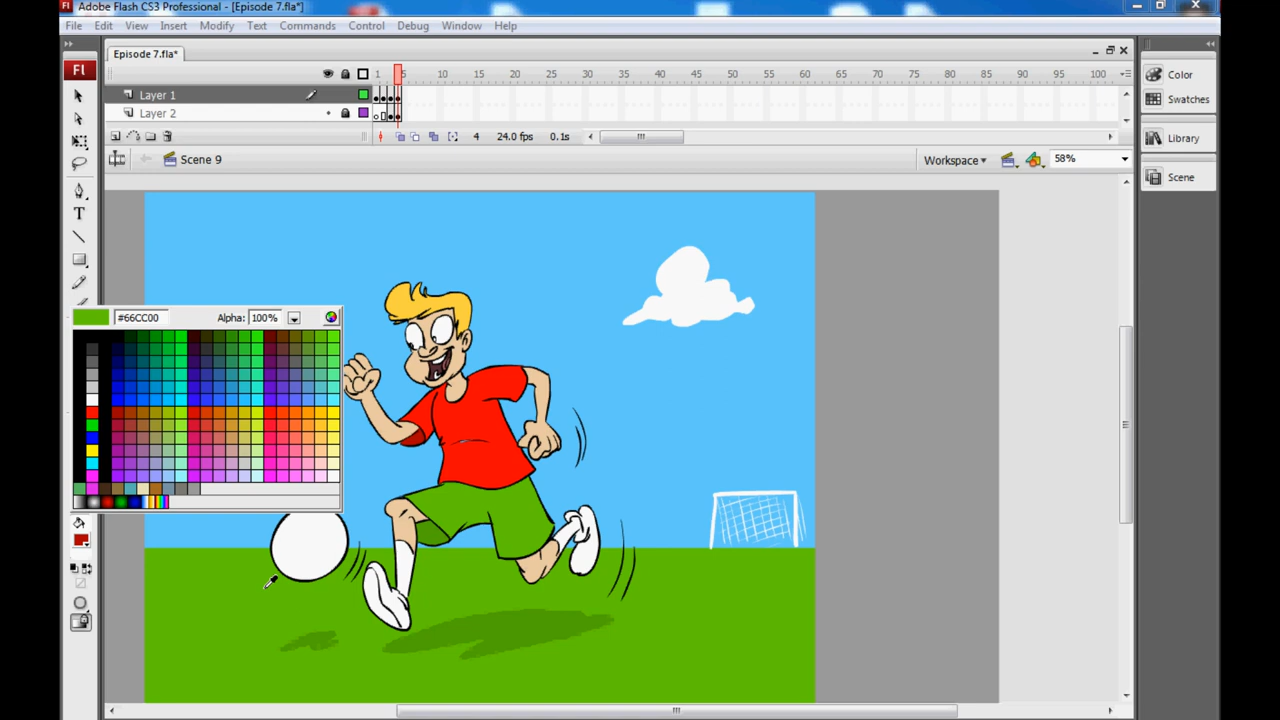 Fl Adobe Flash CS3 Professional - [Episode 7.fla*]
File Edit View Insert Modify Text Commands Control Debug Window Help
Episode 7.fla*
Fl
1 5 10 15 20 25 30 35 40 45 50 55 60 65 70 75 80 85 90 95 100
Layer 1
Layer 2
4 24.0 fps 0.1s
Scene 9 Workspace 58%
T
#66CC00 Alpha: 100%
Color
Swatches
Library
Scene